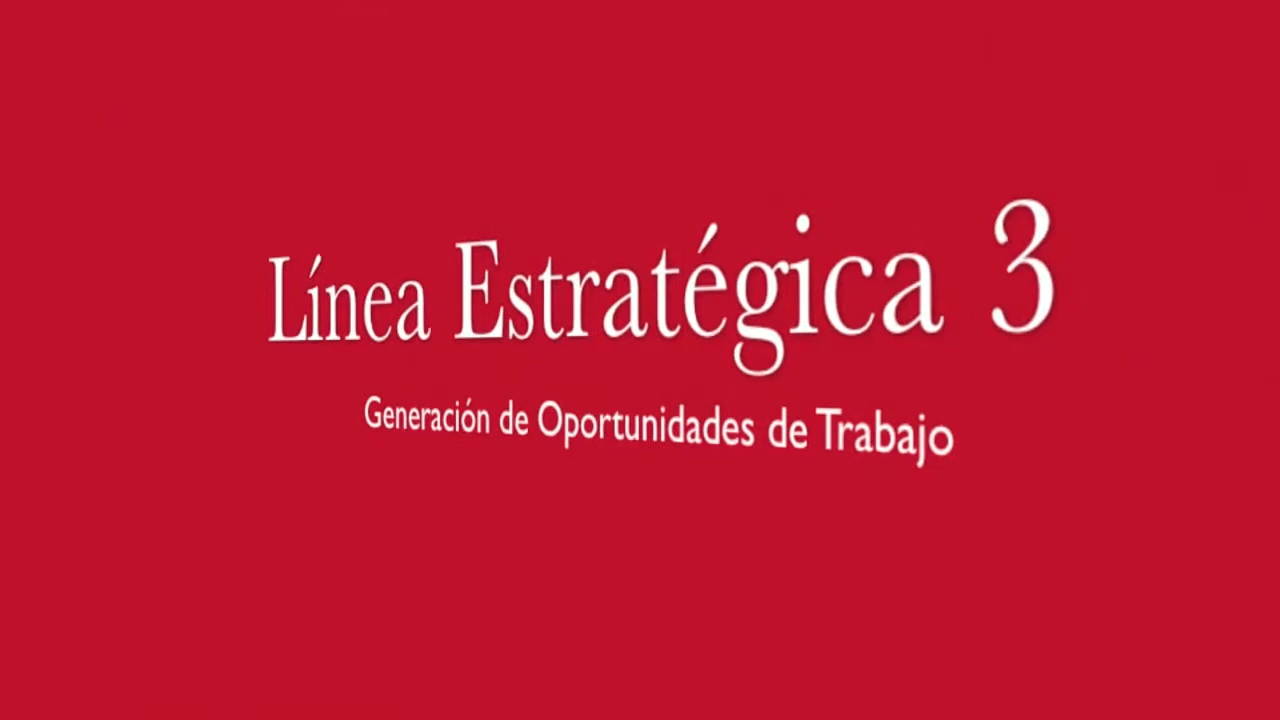 Línea Estratégica 3
Generación de Oportunidades de Trabajo